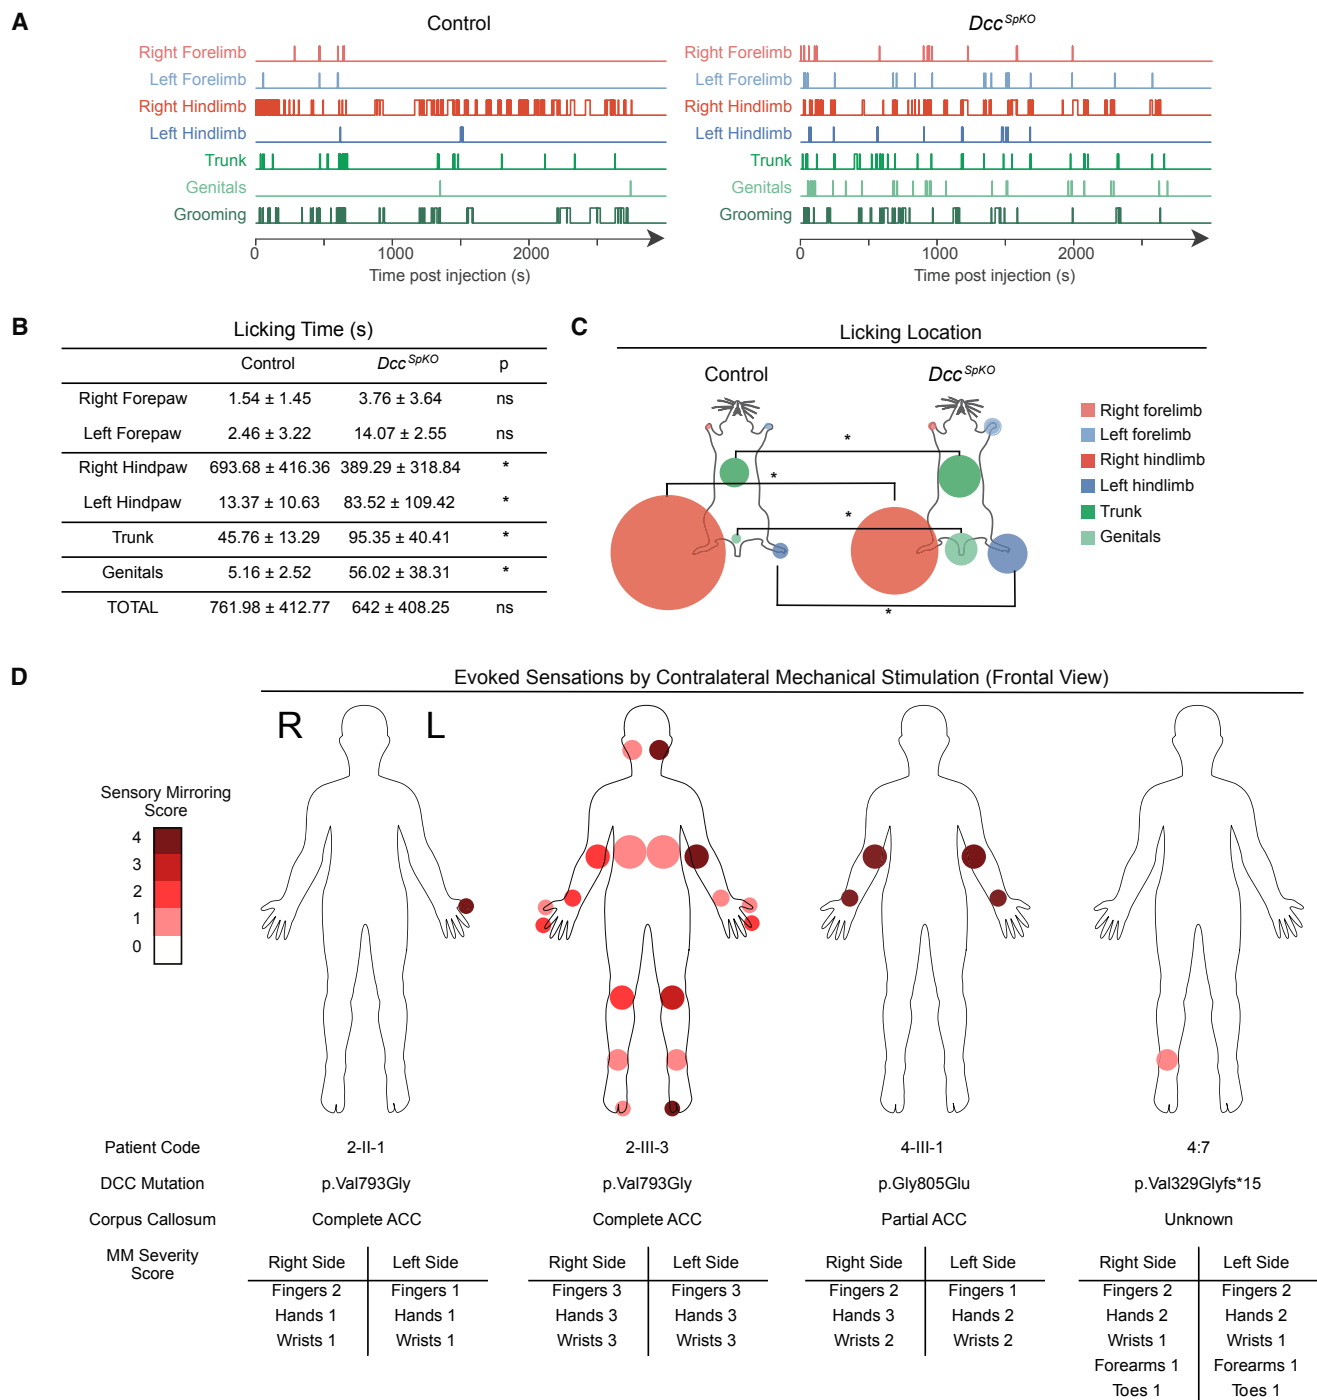 A
Control
Dcc^SpKO
Right Forelimb
Left Forelimb
Right Hindlimb
Left Hindlimb
Trunk
Genitals
Grooming
0 1000 2000
Time post injection (s)
Right Forelimb
Left Forelimb
Right Hindlimb
Left Hindlimb
Trunk
Genitals
Grooming
0 1000 2000
Time post injection (s)
B
Licking Time (s)
Control Dcc^SpKO p
Right Forepaw 1.54 ± 1.45 3.76 ± 3.64 ns
Left Forepaw 2.46 ± 3.22 14.07 ± 2.55 ns
Right Hindpaw 693.68 ± 416.36 389.29 ± 318.84 *
Left Hindpaw 13.37 ± 10.63 83.52 ± 109.42 *
Trunk 45.76 ± 13.29 95.35 ± 40.41 *
Genitals 5.16 ± 2.52 56.02 ± 38.31 *
TOTAL 761.98 ± 412.77 642 ± 408.25 ns
C
Licking Location
Control
Dcc^SpKO
*
*
*
*
Right forelimb
Left forelimb
Right hindlimb
Left hindlimb
Trunk
Genitals
D
Evoked Sensations by Contralateral Mechanical Stimulation (Frontal View)
R L
Sensory Mirroring
Score
4
3
2
1
0
Patient Code 2-II-1 2-III-3 4-III-1 4:7
DCC Mutation p.Val793Gly p.Val793Gly p.Gly805Glu p.Val329Glyfs*15
Corpus Callosum Complete ACC Complete ACC Partial ACC Unknown
MM Severity
Score
Right Side Left Side Right Side Left Side Right Side Left Side Right Side Left Side
Fingers 2 Fingers 1 Fingers 3 Fingers 3 Fingers 2 Fingers 1 Fingers 2 Fingers 2
Hands 1 Hands 1 Hands 3 Hands 3 Hands 3 Hands 2 Hands 2 Hands 2
Wrists 1 Wrists 1 Wrists 3 Wrists 3 Wrists 2 Wrists 2 Wrists 1 Wrists 1
Forearms 1 Forearms 1
Toes 1 Toes 1